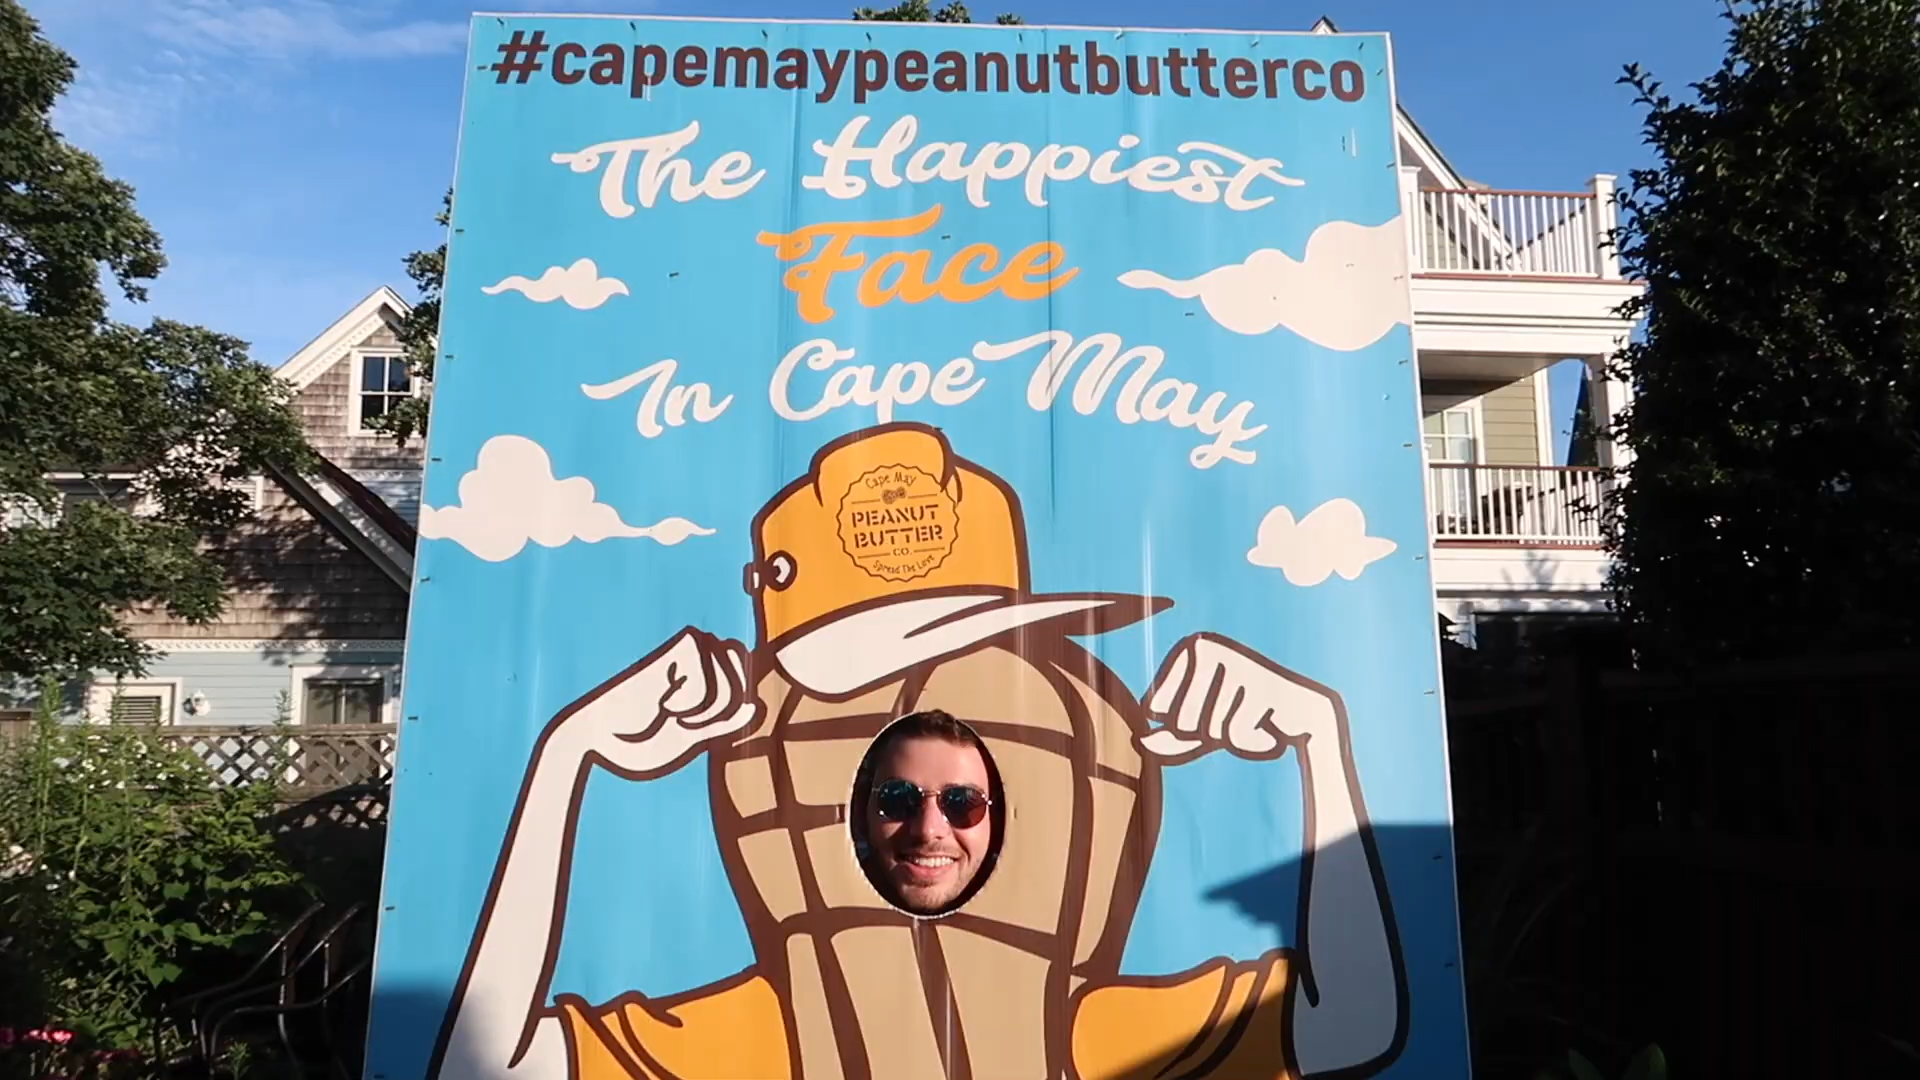 #capemaypeanutbutterco
The Happiest
Face
In Cape May
Cape May
PEANUT
BUTTER
CO.
Spread The Love